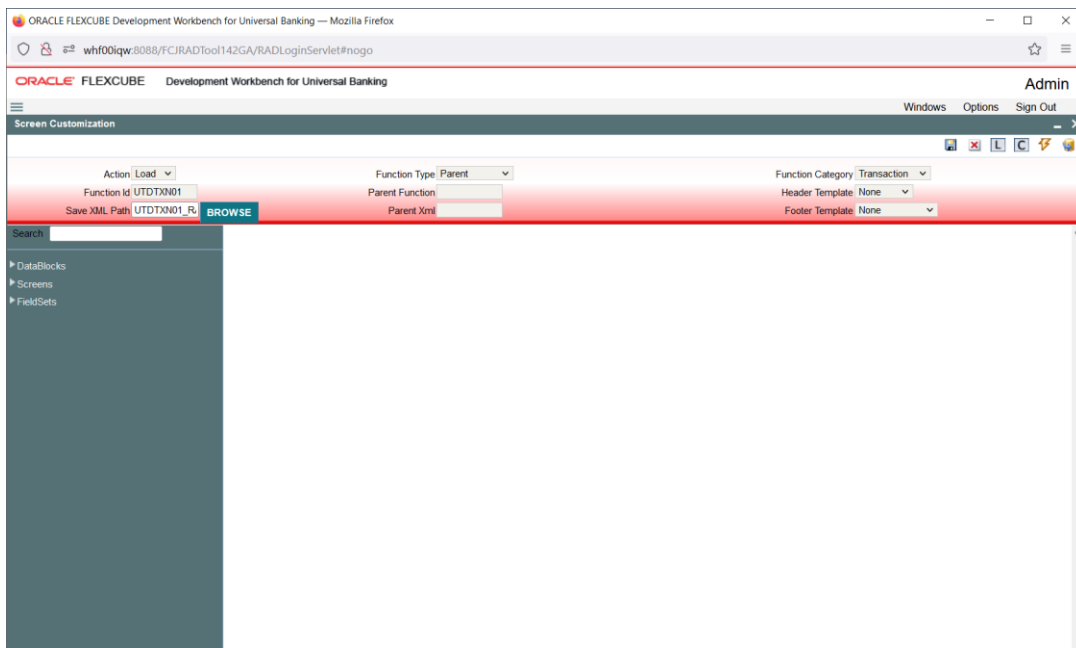 ORACLE FLEXCUBE Development Workbench for Universal Banking — Mozilla Firefox
whf00iqw:8088/FCJRADTool142GA/RADLoginServlet#nogo
ORACLE FLEXCUBE Development Workbench for Universal Banking Admin
Windows Options Sign Out
Screen Customization
L C
Action Load Function Type Parent Function Category Transaction
Function Id UTDTXN01 Parent Function Header Template None
Save XML Path UTDTXN01_R BROWSE Parent Xml Footer Template None
Search
DataBlocks
Screens
FieldSets